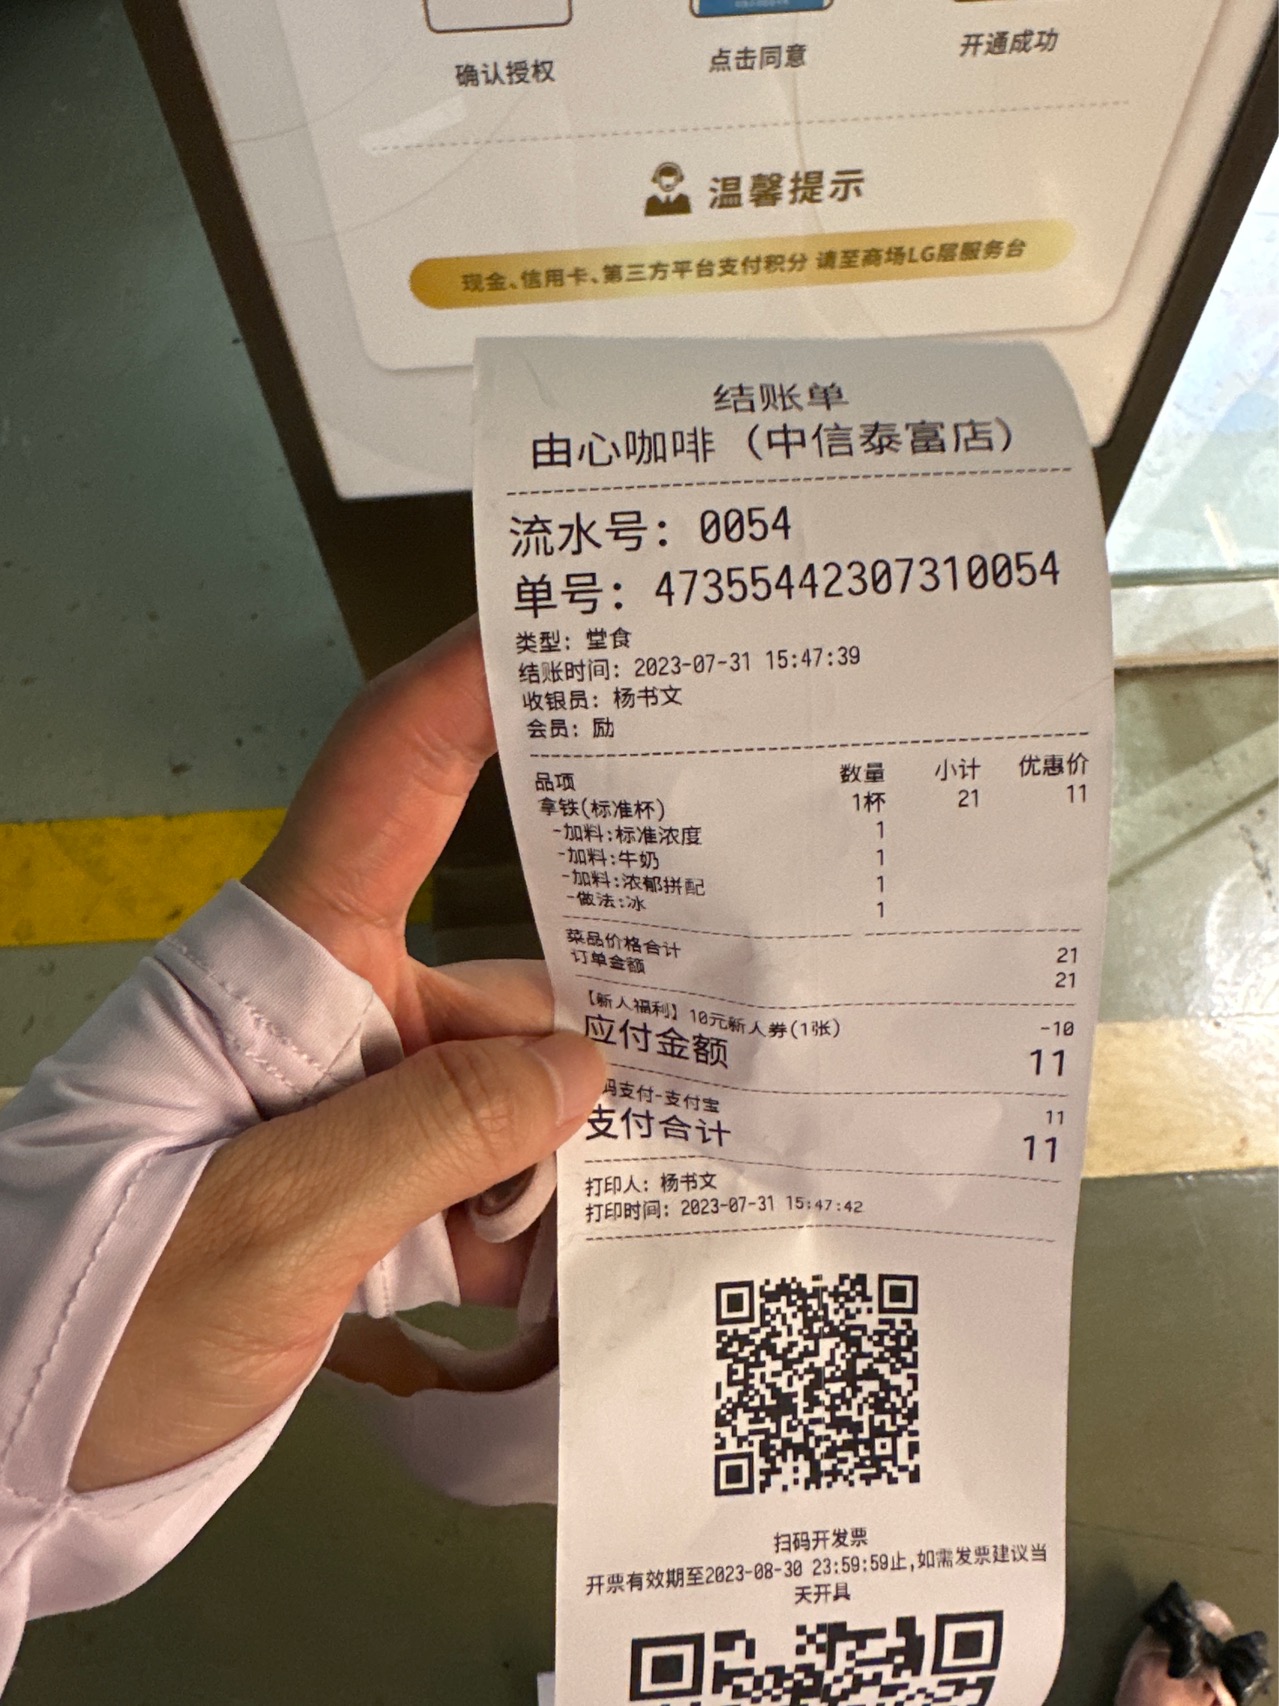 确认授权
点击同意
开通成功
温馨提示
现金、信用卡、第三方平台支付积分 请至商场LG层服务台
结账单
由心咖啡（中信泰富店）
流水号：0054
单号：47355442307310054
类型：堂食
结账时间：2023-07-31 15:47:39
收银员：杨书文
会员：励
品项 数量 小计 优惠价
拿铁(标准杯) 1杯 21 11
-加料:标准浓度 1
-加料:牛奶 1
-加料:浓郁拼配 1
-做法:冰 1
菜品价格合计 21
订单金额 21
【新人福利】10元新人券(1张) -10
应付金额 11
码支付-支付宝 11
支付合计 11
打印人：杨书文
打印时间：2023-07-31 15:47:42
扫码开发票
开票有效期至2023-08-30 23:59:59止,如需发票建议当
天开具